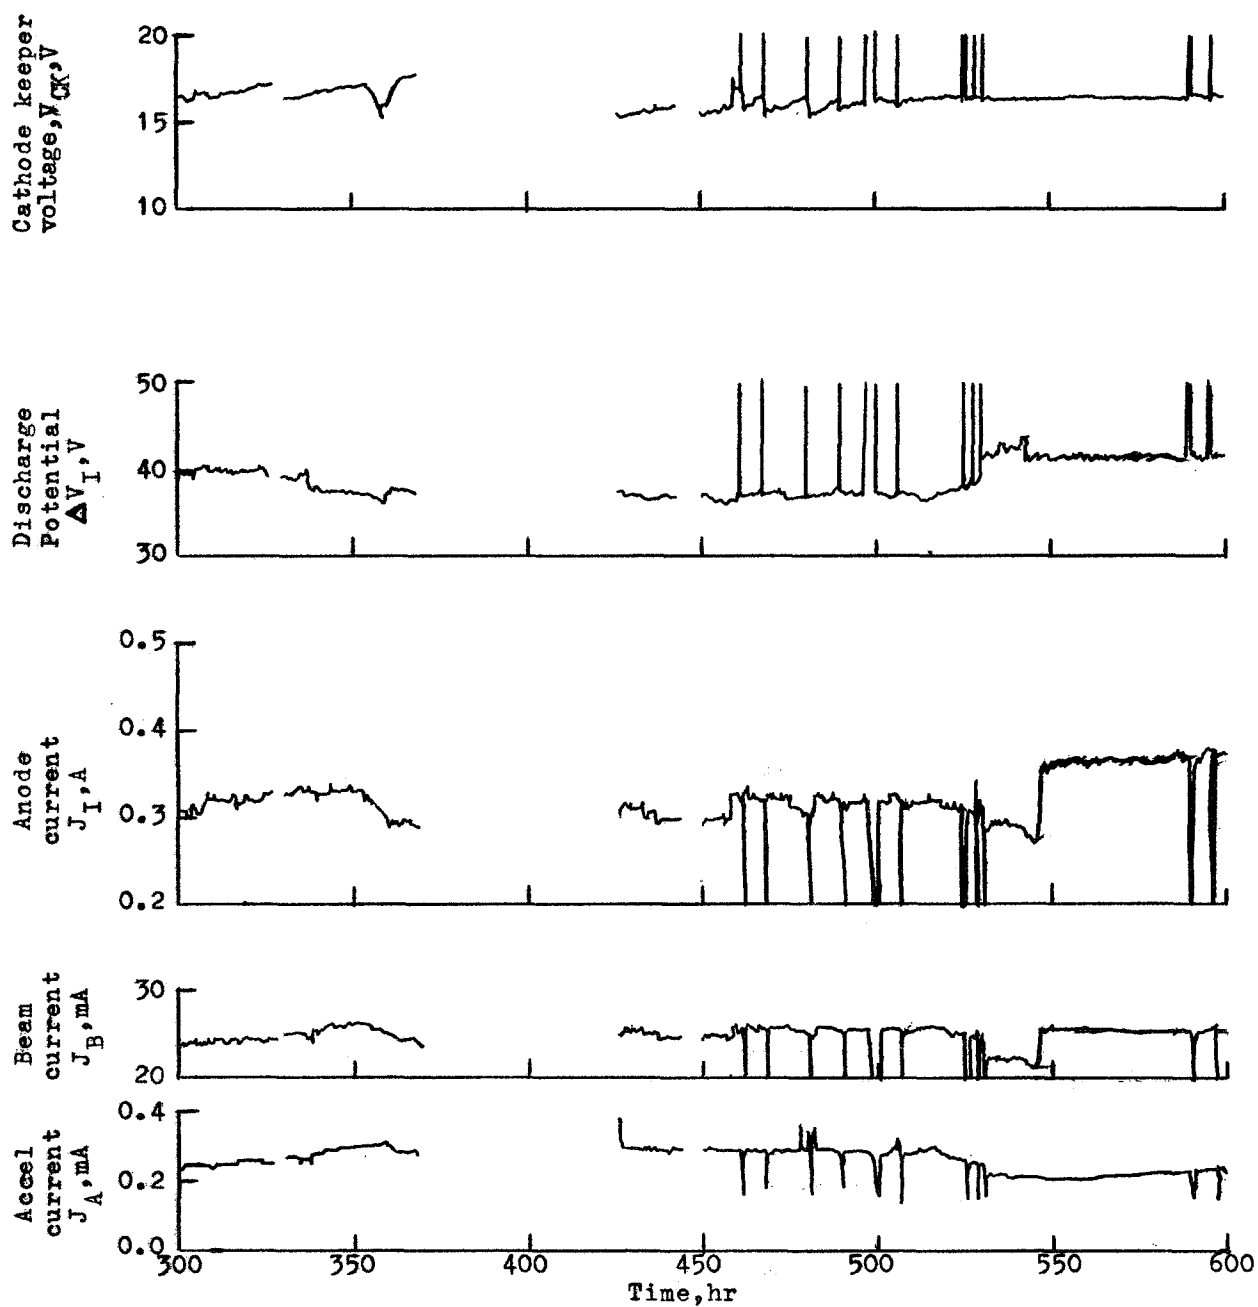 Cathode keeper
voltage, V_CK, V
20
15
10
Discharge
Potential
ΔV_I, V
50
40
30
Anode
current
J_I, A
0.5
0.4
0.3
0.2
Beam
current
J_B, mA
30
20
Accel
current
J_A, mA
0.4
0.2
0.0
300 350 400 450 500 550 600
Time, hr